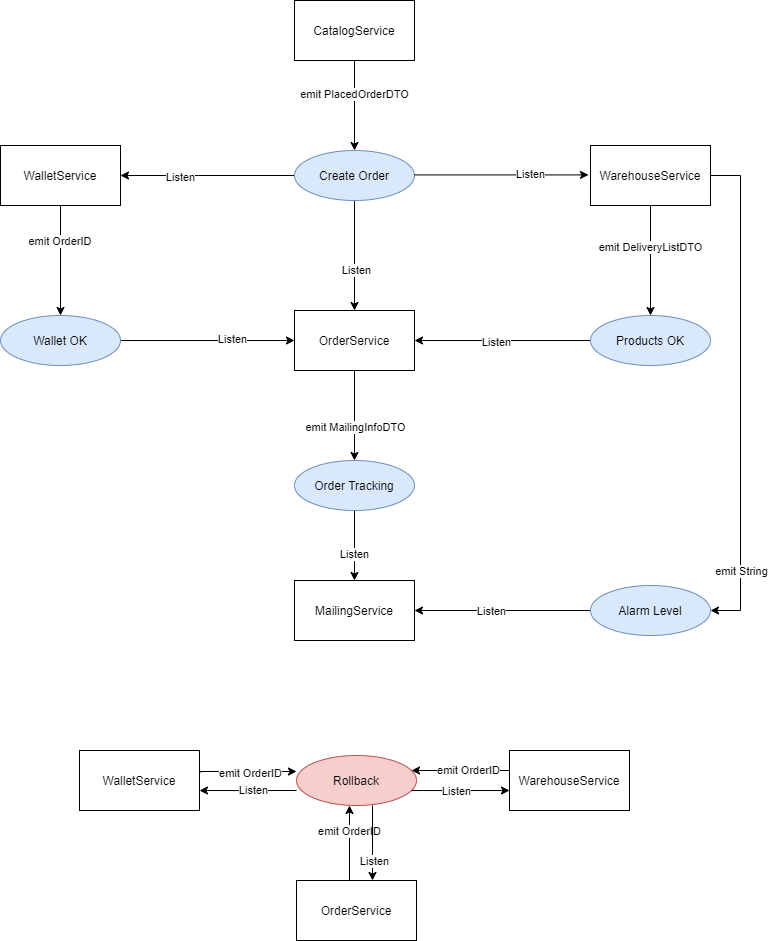 CatalogService
emit PlacedOrderDTO
WalletService
Listen
Create Order
Listen
WarehouseService
emit OrderID
emit DeliveryListDTO
Listen
Wallet OK
Listen
OrderService
Listen
Products OK
emit MailingInfoDTO
Order Tracking
Listen
emit String
MailingService
Listen
Alarm Level
WalletService
emit OrderID
Listen
Rollback
emit OrderID
Listen
WarehouseService
emit OrderID
Listen
OrderService